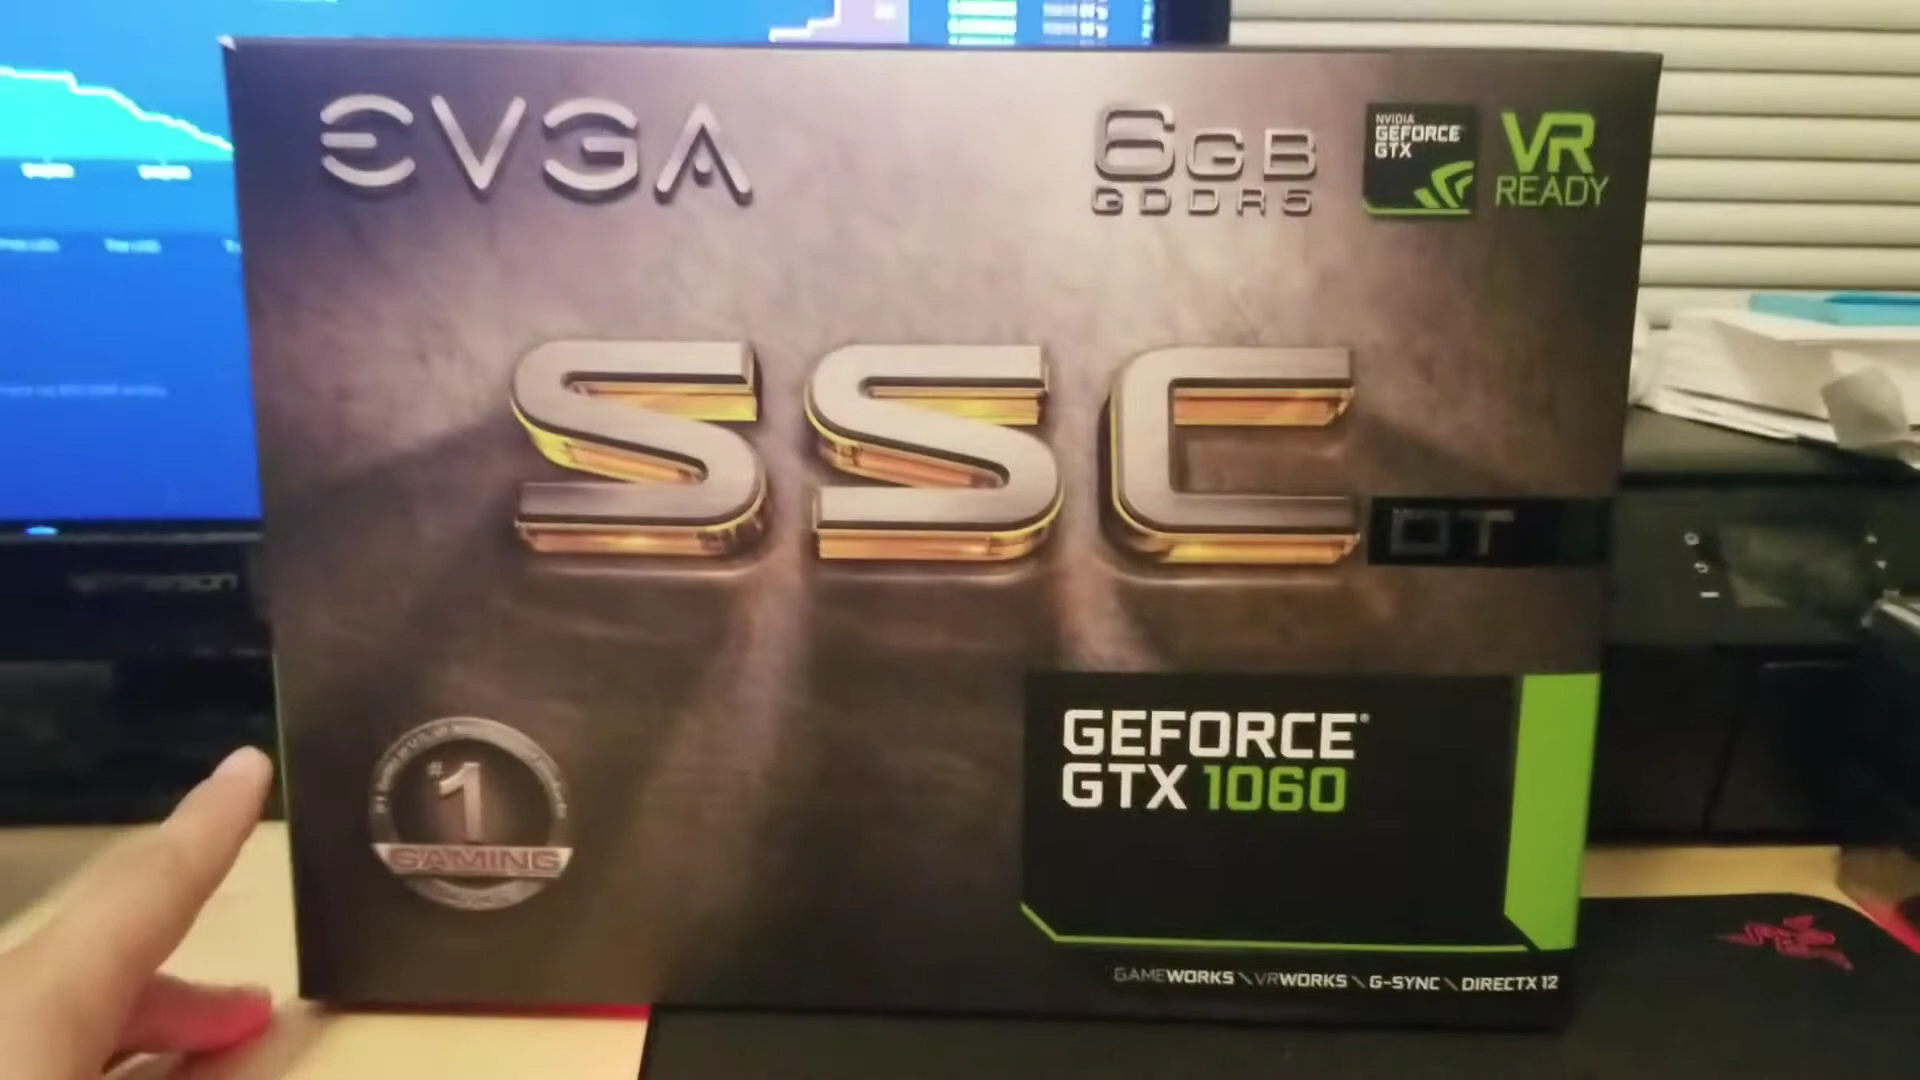 EVGA
6GB
GDDR5
NVIDIA
GEFORCE
GTX
VR
READY
SSC
DT
#1
GAMING
GEFORCE®
GTX 1060
GAMEWORKS \ VRWORKS \ G-SYNC \ DIRECTX 12